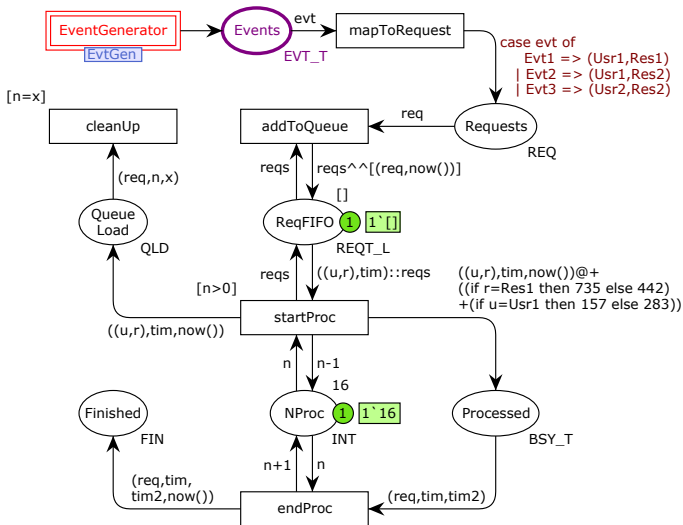 EventGenerator
EvtGen
Events
EVT_T
evt
mapToRequest
case evt of
Evt1 => (Usr1,Res1)
| Evt2 => (Usr1,Res2)
| Evt3 => (Usr2,Res2)
[n=x]
cleanUp
addToQueue
req
Requests
REQ
(req,n,x)
reqs
reqs^^[(req,now())]
[]
Queue
Load
QLD
ReqFIFO
1
1`[]
REQT_L
reqs
((u,r),tim)::reqs
((u,r),tim,now())@+
((if r=Res1 then 735 else 442)
+(if u=Usr1 then 157 else 283))
[n>0]
startProc
((u,r),tim,now())
n
n-1
16
Finished
FIN
NProc
1
1`16
INT
Processed
BSY_T
n+1
n
(req,tim,
tim2,now())
(req,tim,tim2)
endProc